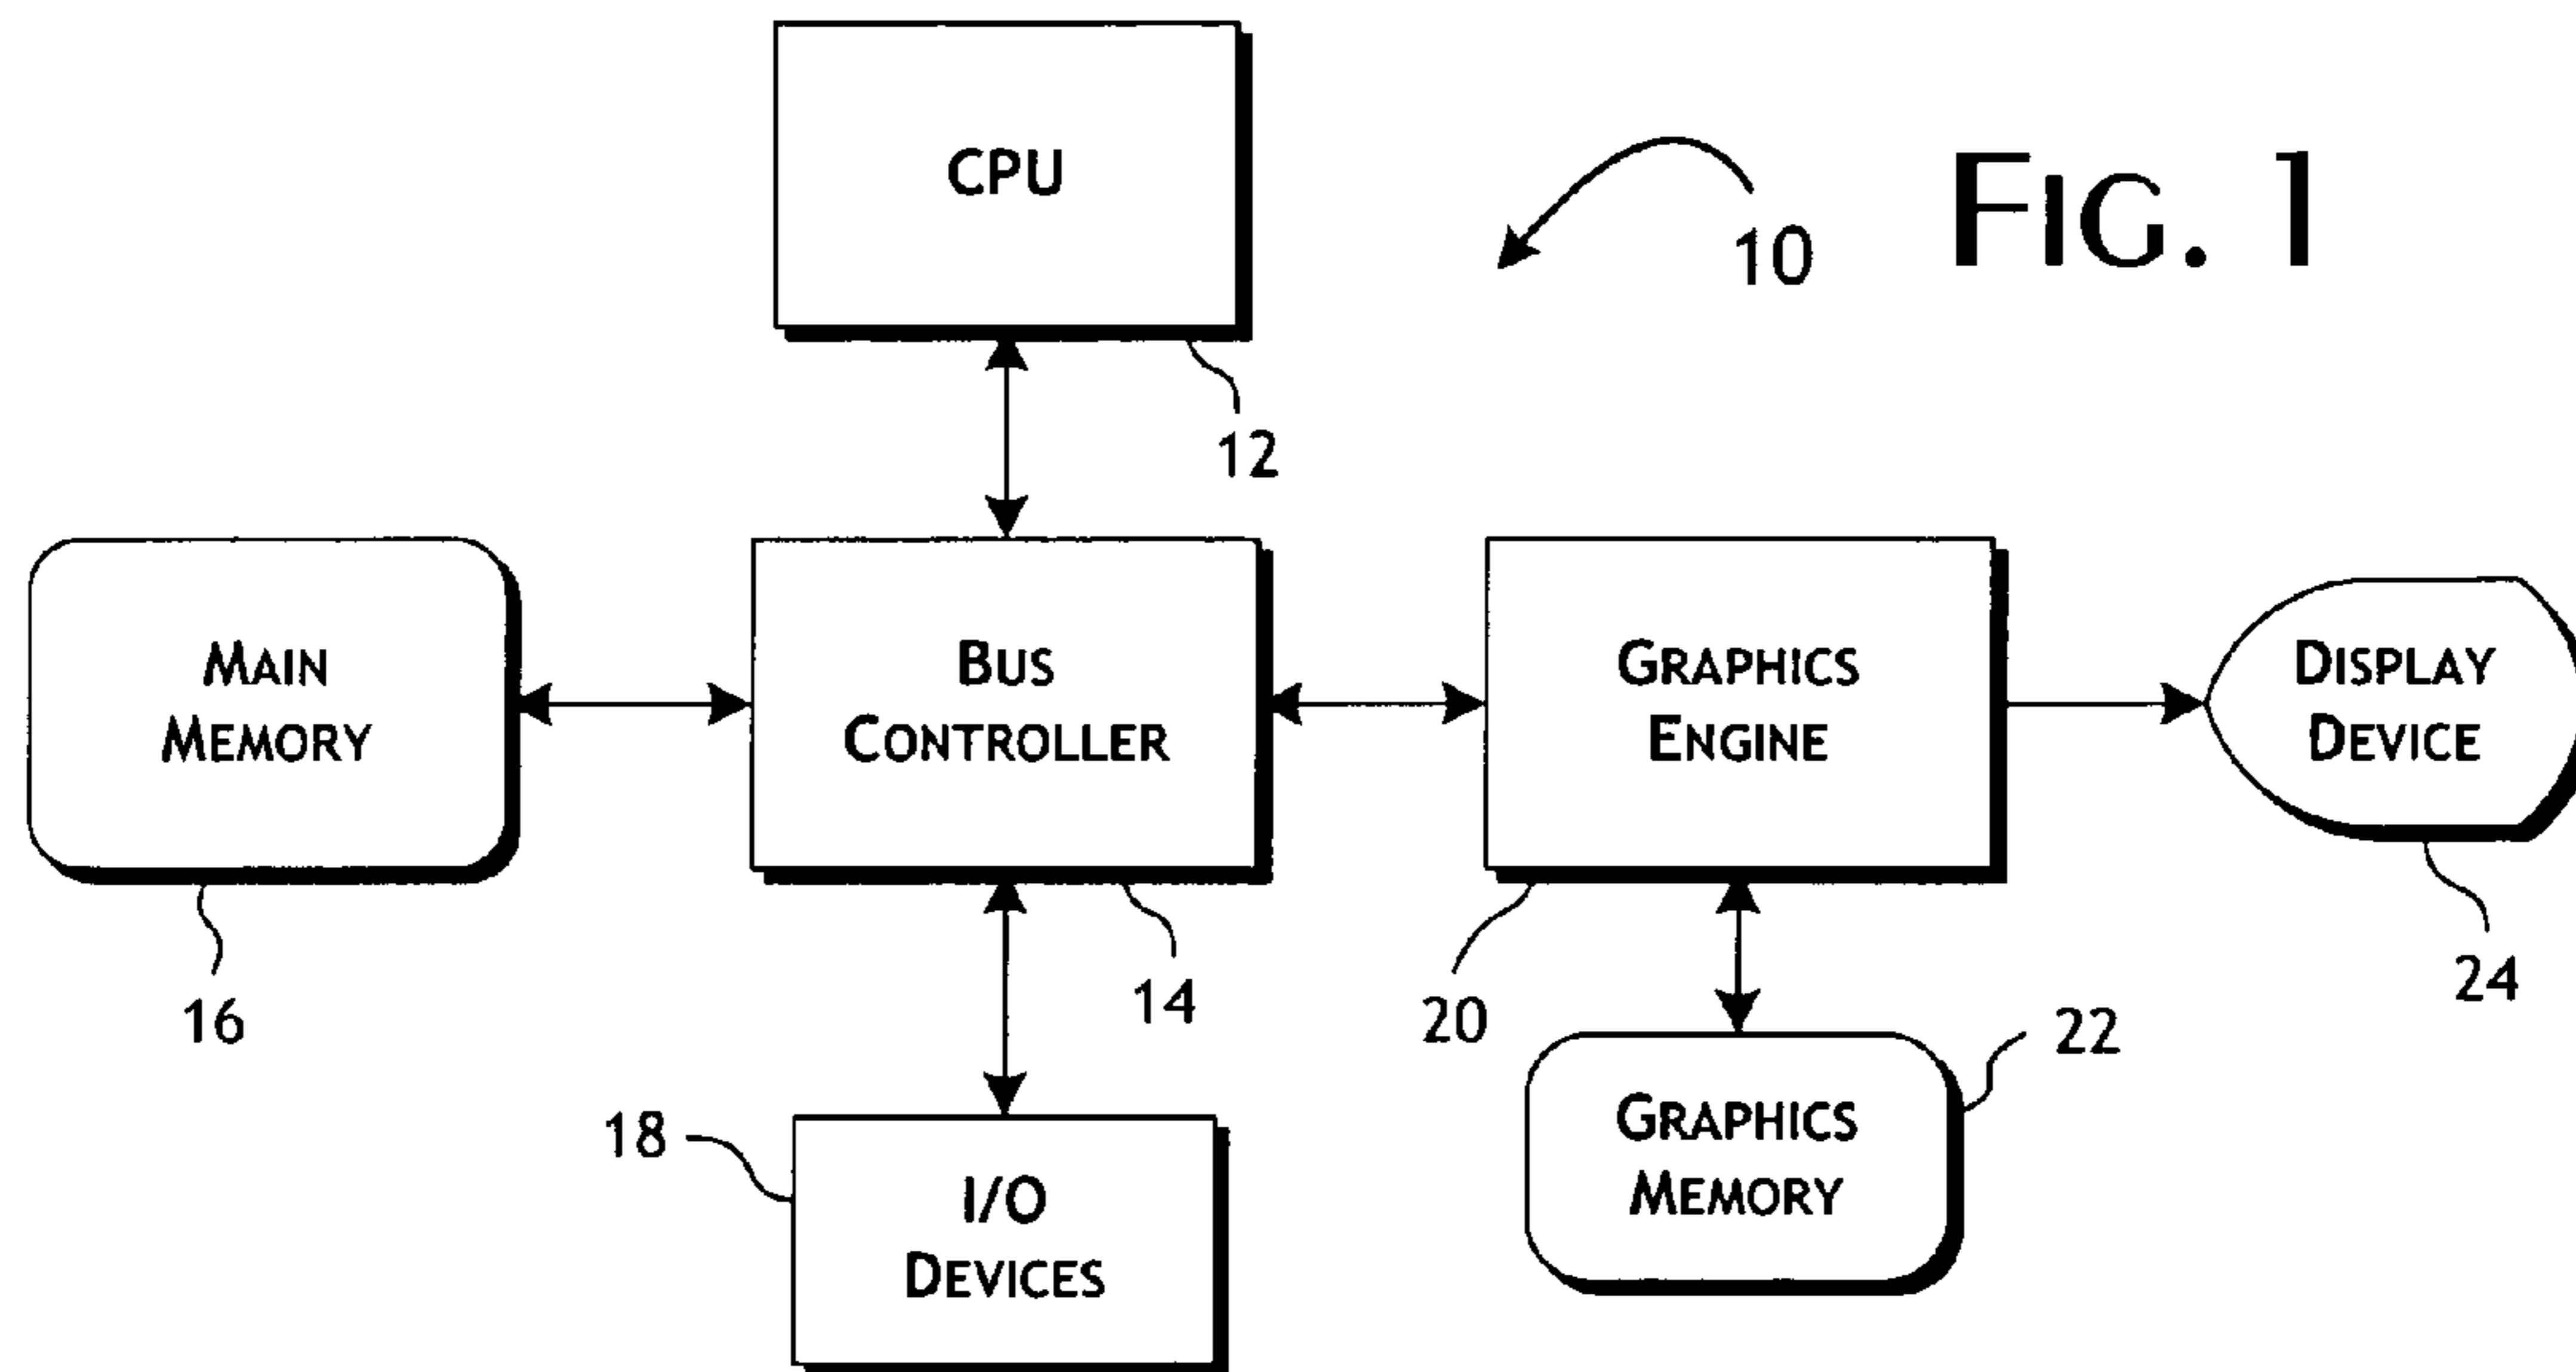 CPU
10
FIG. 1
12
MAIN
MEMORY
BUS
CONTROLLER
GRAPHICS
ENGINE
DISPLAY
DEVICE
16
14
20
24
22
18
I/O
DEVICES
GRAPHICS
MEMORY